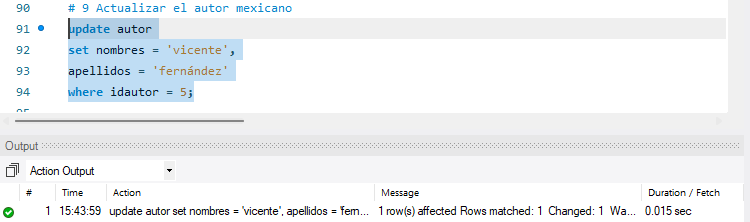 90 # 9 Actualizar el autor mexicano
91 update autor
92 set nombres = 'vicente',
93 apellidos = 'fernández'
94 where idautor = 5;
Output
Action Output
# Time Action Message Duration / Fetch
1 15:43:59 update autor set nombres = 'vicente', apellidos = 'fern... 1 row(s) affected Rows matched: 1 Changed: 1 Wa... 0.015 sec